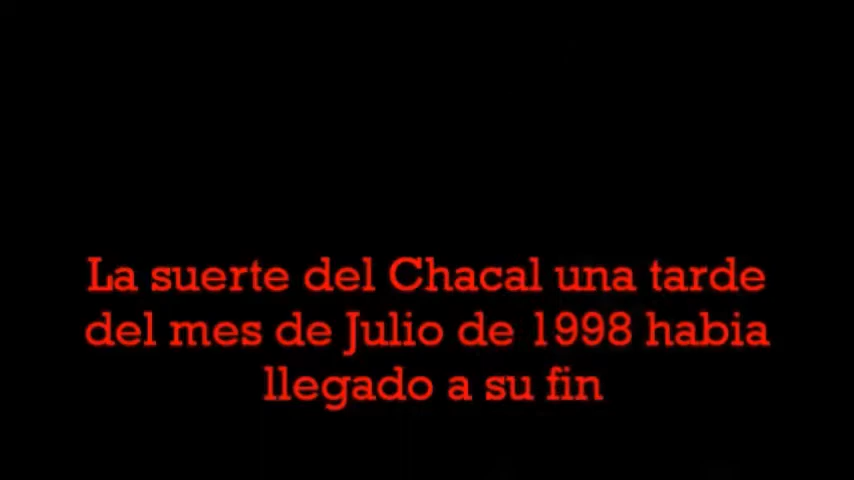 La suerte del Chacal una tarde
del mes de Julio de 1998 habia
llegado a su fin